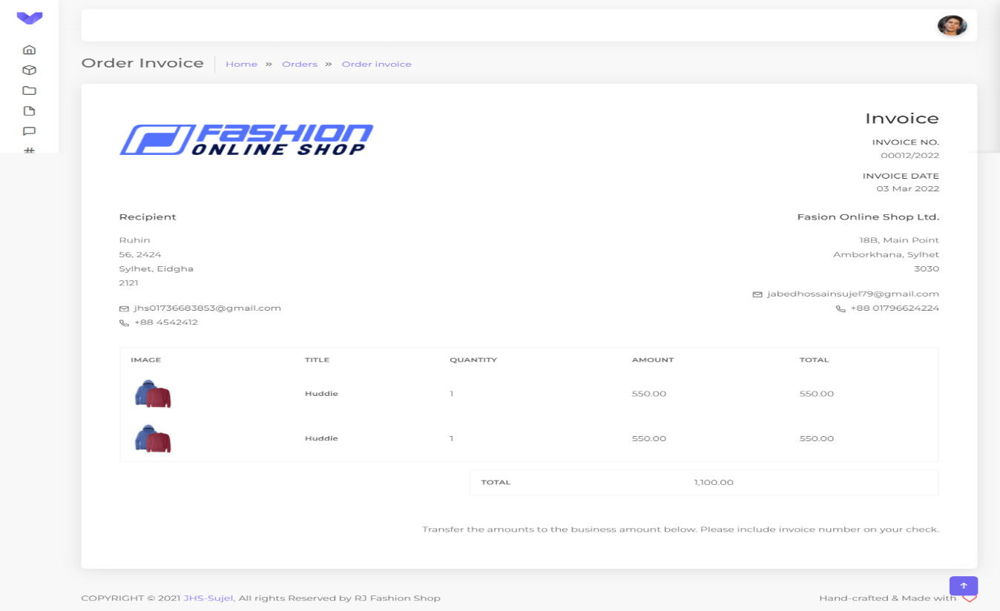 Order Invoice
Home » Orders » Order invoice
FASHION
ONLINE SHOP
Invoice
INVOICE NO.
00012/2022
INVOICE DATE
03 Mar 2022
Recipient
Ruhin
56, 2424
Sylhet, Eidgha
2121
jhs01736683853@gmail.com
+88 4542412
Fasion Online Shop Ltd.
18B, Main Point
Amborkhana, Sylhet
3030
jabedhossainsujel79@gmail.com
+88 01796624224
IMAGE TITLE QUANTITY AMOUNT TOTAL
Huddie 1 550.00 550.00
Huddie 1 550.00 550.00
TOTAL 1,100.00
Transfer the amounts to the business amount below. Please include invoice number on your check.
COPYRIGHT © 2021 JHS-Sujel, All rights Reserved by RJ Fashion Shop
Hand-crafted & Made with